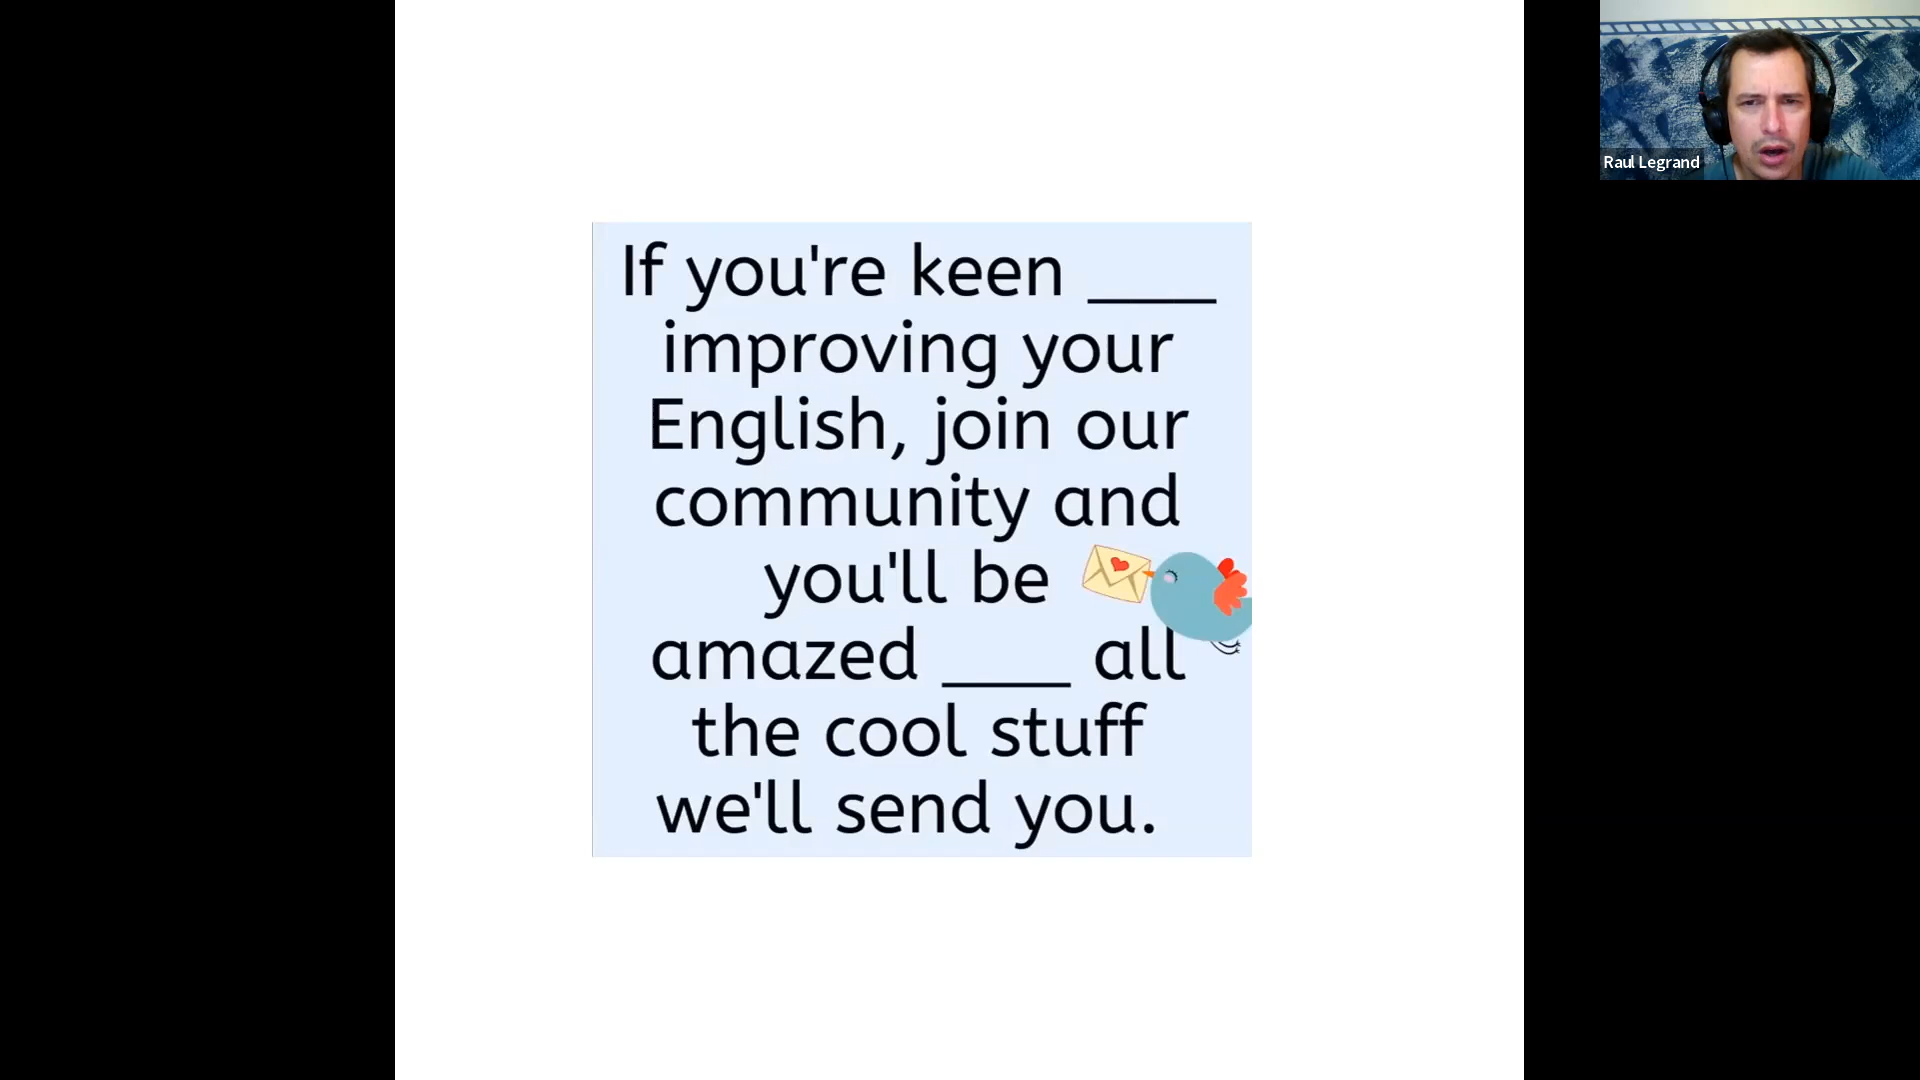 If you're keen ____
improving your
English, join our
community and
you'll be
amazed ____ all
the cool stuff
we'll send you.
Raul Legrand